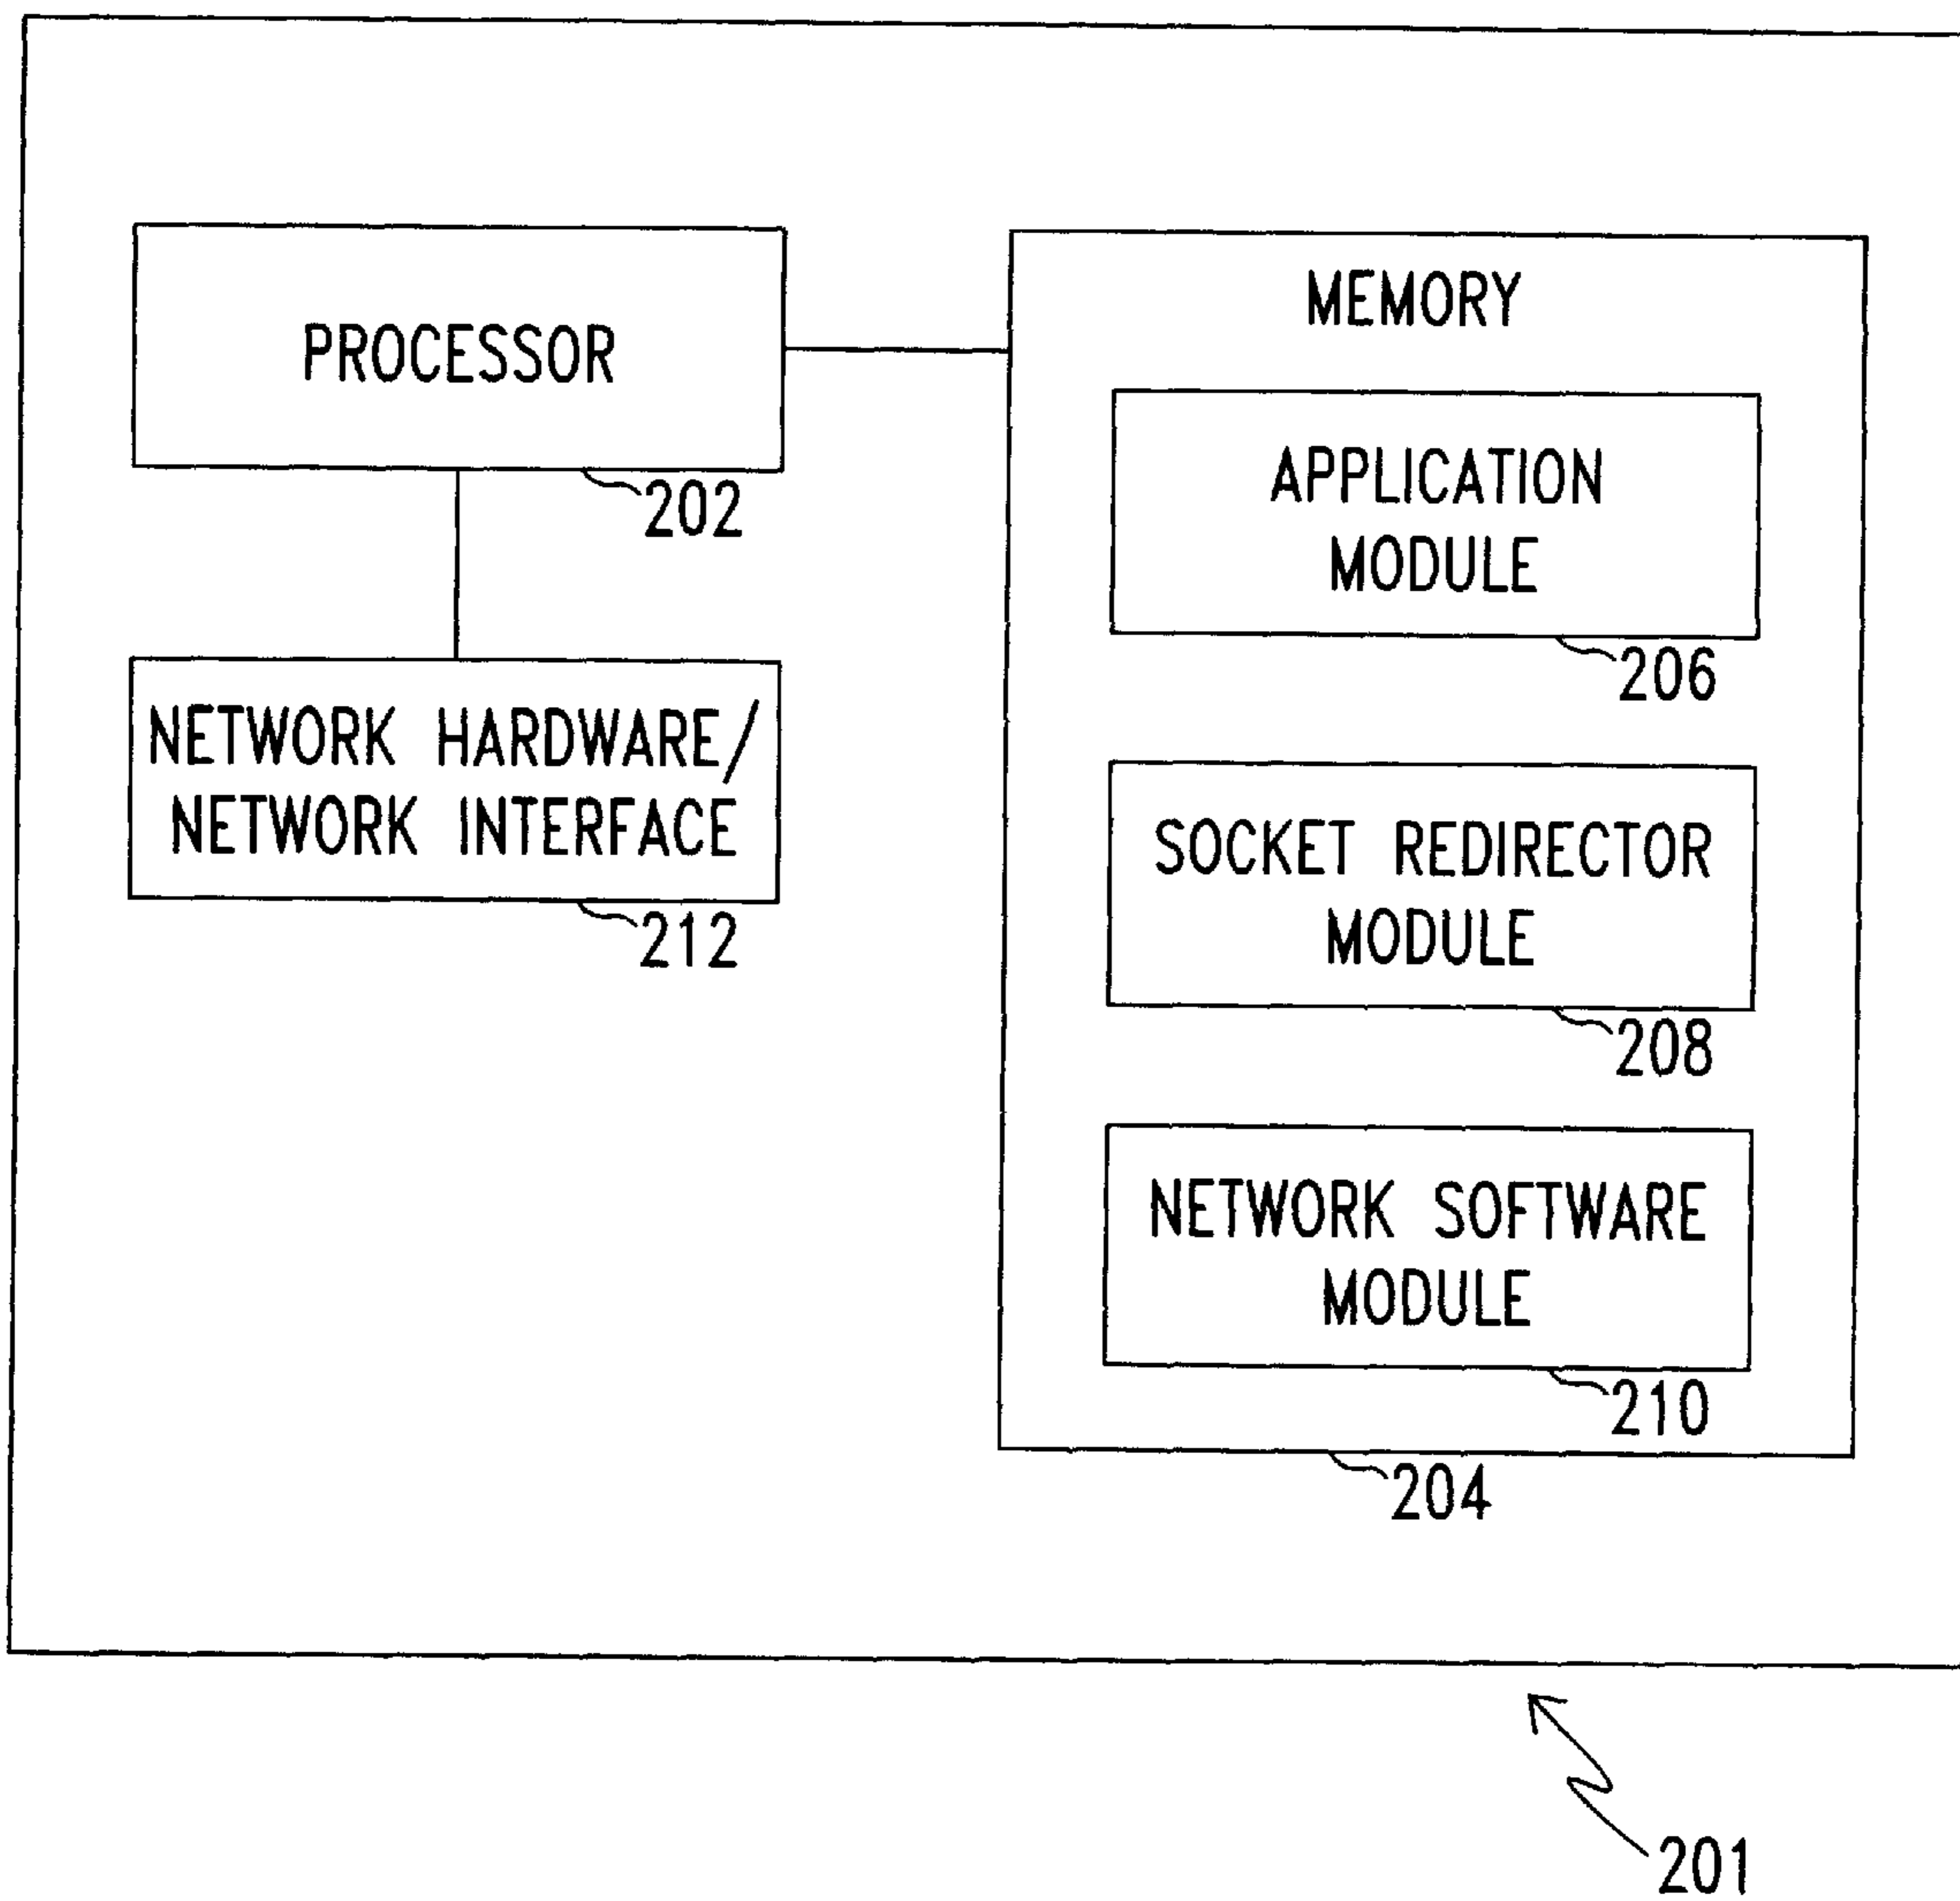 PROCESSOR
202
NETWORK HARDWARE/
NETWORK INTERFACE
212
MEMORY
APPLICATION
MODULE
206
SOCKET REDIRECTOR
MODULE
208
NETWORK SOFTWARE
MODULE
210
204
201